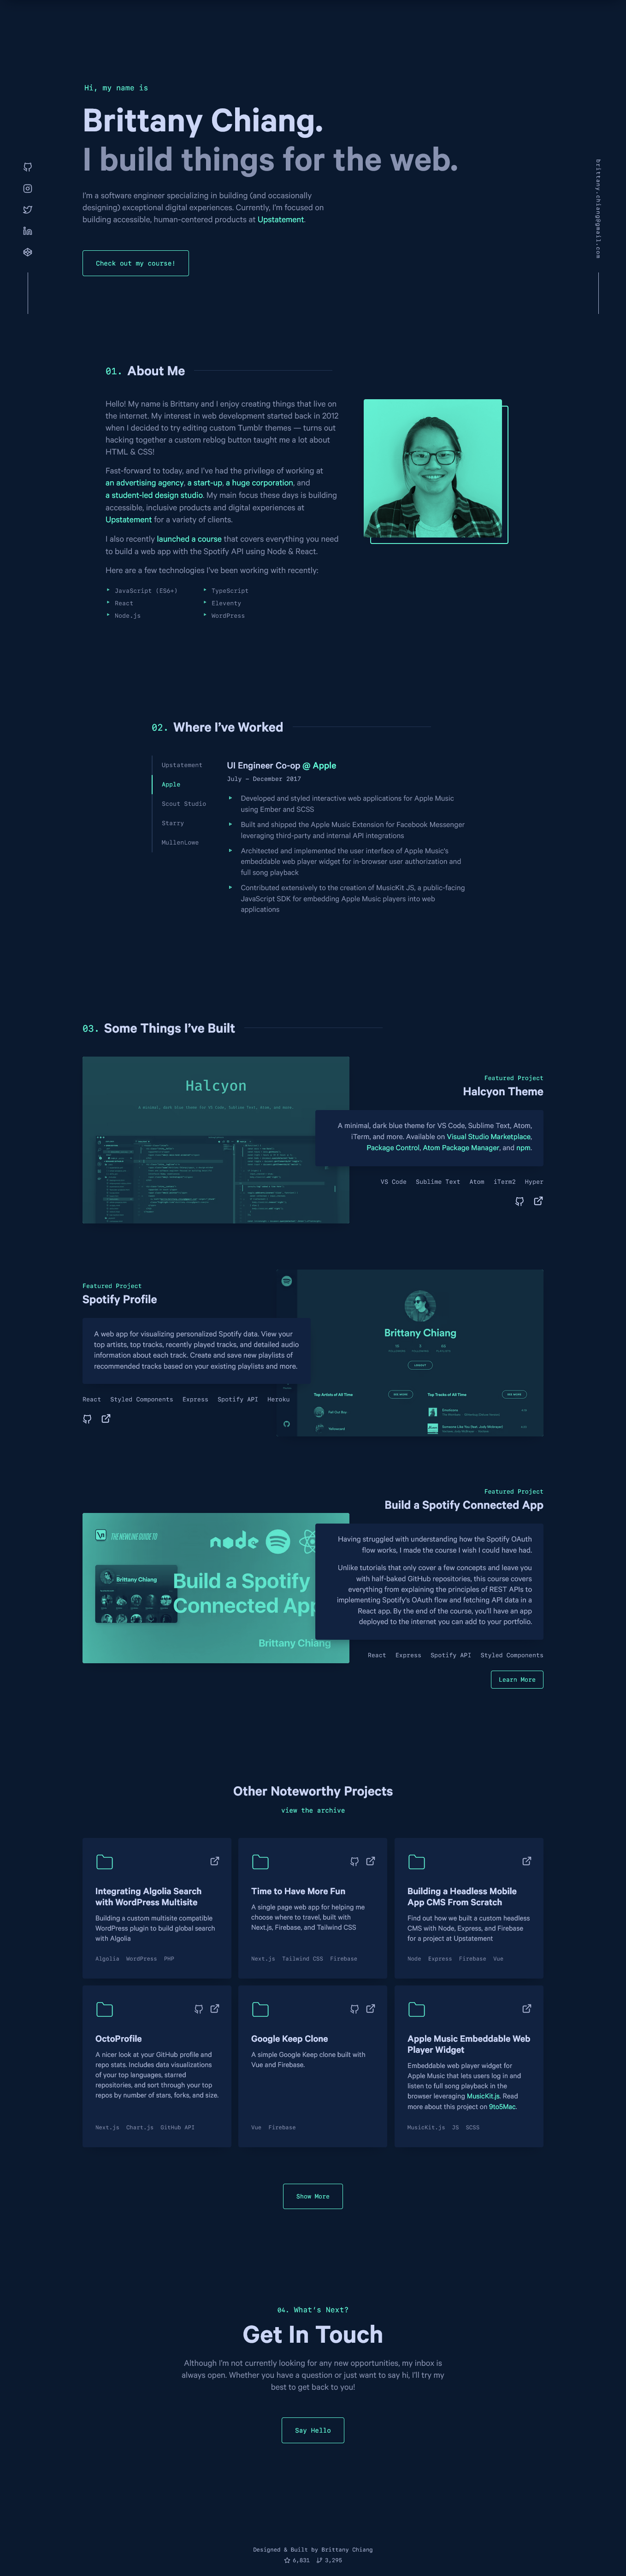 Hi, my name is
Brittany Chiang.
I build things for the web.
I'm a software engineer specializing in building (and occasionally
designing) exceptional digital experiences. Currently, I'm focused on
building accessible, human-centered products at Upstatement.
Check out my course!
brittany.chiang@gmail.com
01. About Me
Hello! My name is Brittany and I enjoy creating things that live on
the internet. My interest in web development started back in 2012
when I decided to try editing custom Tumblr themes — turns out
hacking together a custom reblog button taught me a lot about
HTML & CSS!
Fast-forward to today, and I've had the privilege of working at
an advertising agency, a start-up, a huge corporation, and
a student-led design studio. My main focus these days is building
accessible, inclusive products and digital experiences at
Upstatement for a variety of clients.
I also recently launched a course that covers everything you need
to build a web app with the Spotify API using Node & React.
Here are a few technologies I've been working with recently:
JavaScript (ES6+)
TypeScript
React
Eleventy
Node.js
WordPress
02. Where I've Worked
Upstatement
Apple
Scout Studio
Starry
MullenLowe
UI Engineer Co-op @ Apple
July – December 2017
Developed and styled interactive web applications for Apple Music
using Ember and SCSS
Built and shipped the Apple Music Extension for Facebook Messenger
leveraging third-party and internal API integrations
Architected and implemented the user interface of Apple Music's
embeddable web player widget for in-browser user authorization and
full song playback
Contributed extensively to the creation of MusicKit JS, a public-facing
JavaScript SDK for embedding Apple Music players into web
applications
03. Some Things I've Built
Halcyon
A minimal, dark blue theme for VS Code, Sublime Text, Atom, and more
Featured Project
Halcyon Theme
A minimal, dark blue theme for VS Code, Sublime Text, Atom,
iTerm, and more. Available on Visual Studio Marketplace,
Package Control, Atom Package Manager, and npm.
VS Code Sublime Text Atom iTerm2 Hyper
Featured Project
Spotify Profile
A web app for visualizing personalized Spotify data. View your
top artists, top tracks, recently played tracks, and detailed audio
information about each track. Create and save new playlists of
recommended tracks based on your existing playlists and more.
React Styled Components Express Spotify API Heroku
Brittany Chiang
LOGOUT
Top Artists of All Time
SEE MORE
Top Tracks of All Time
SEE MORE
Featured Project
Build a Spotify Connected App
THE NEWLINE GUIDE TO
node
Brittany Chiang
Build a Spotify
Connected App
Brittany Chiang
Having struggled with understanding how the Spotify OAuth
flow works, I made the course I wish I could have had.
Unlike tutorials that only cover a few concepts and leave you
with half-baked GitHub repositories, this course covers
everything from explaining the principles of REST APIs to
implementing Spotify's OAuth flow and fetching API data in a
React app. By the end of the course, you'll have an app
deployed to the internet you can add to your portfolio.
React Express Spotify API Styled Components
Learn More
Other Noteworthy Projects
view the archive
Integrating Algolia Search
with WordPress Multisite
Building a custom multisite compatible
WordPress plugin to build global search
with Algolia
Algolia WordPress PHP
Time to Have More Fun
A single page web app for helping me
choose where to travel, built with
Next.js, Firebase, and Tailwind CSS
Next.js Tailwind CSS Firebase
Building a Headless Mobile
App CMS From Scratch
Find out how we built a custom headless
CMS with Node, Express, and Firebase
for a project at Upstatement
Node Express Firebase Vue
OctoProfile
A nicer look at your GitHub profile and
repo stats. Includes data visualizations
of your top languages, starred
repositories, and sort through your top
repos by number of stars, forks, and size.
Next.js Chart.js GitHub API
Google Keep Clone
A simple Google Keep clone built with
Vue and Firebase.
Vue Firebase
Apple Music Embeddable Web
Player Widget
Embeddable web player widget for
Apple Music that lets users log in and
listen to full song playback in the
browser leveraging MusicKit.js. Read
more about this project on 9to5Mac.
MusicKit.js JS SCSS
Show More
04. What's Next?
Get In Touch
Although I'm not currently looking for any new opportunities, my inbox is
always open. Whether you have a question or just want to say hi, I'll try my
best to get back to you!
Say Hello
Designed & Built by Brittany Chiang
6,031 3,295